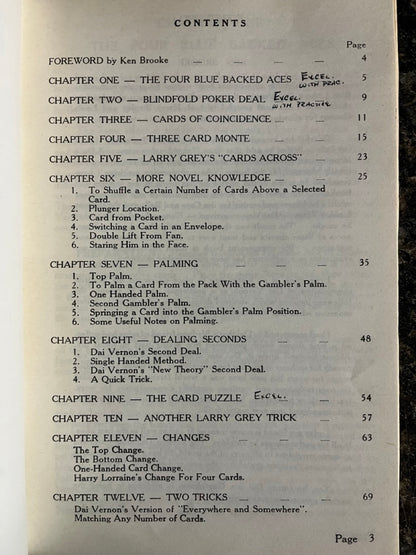 CONTENTS
Page
FOREWORD by Ken Brooke — — — — 4
CHAPTER ONE — THE FOUR BLUE BACKED ACES Excel. with prac. 5
CHAPTER TWO — BLINDFOLD POKER DEAL Excel. with practise 9
CHAPTER THREE — CARDS OF COINCIDENCE — — 11
CHAPTER FOUR — THREE CARD MONTE — — 15
CHAPTER FIVE — LARRY GREY'S "CARDS ACROSS" — 23
CHAPTER SIX — MORE NOVEL KNOWLEDGE — — 25
1. To Shuffle a Certain Number of Cards Above a Selected
Card.
2. Plunger Location.
3. Card from Pocket.
4. Switching a Card in an Envelope.
5. Double Lift From Fan.
6. Staring Him in the Face.
CHAPTER SEVEN — PALMING — — — 35
1. Top Palm.
2. To Palm a Card From the Pack With the Gambler's Palm.
3. One Handed Palm.
4. Second Gambler's Palm.
5. Springing a Card into the Gambler's Palm Position.
6. Some Useful Notes on Palming.
CHAPTER EIGHT — DEALING SECONDS — — 48
1. Dai Vernon's Second Deal.
2. Single Handed Method.
3. Dai Vernon's "New Theory" Second Deal.
4. A Quick Trick.
CHAPTER NINE — THE CARD PUZZLE Excel. — 54
CHAPTER TEN — ANOTHER LARRY GREY TRICK — 57
CHAPTER ELEVEN — CHANGES — — — 63
The Top Change.
The Bottom Change.
One-Handed Card Change.
Harry Lorraine's Change For Four Cards.
CHAPTER TWELVE — TWO TRICKS — — 69
Dai Vernon's Version of "Everywhere and Somewhere".
Matching Any Number of Cards.
Page 3